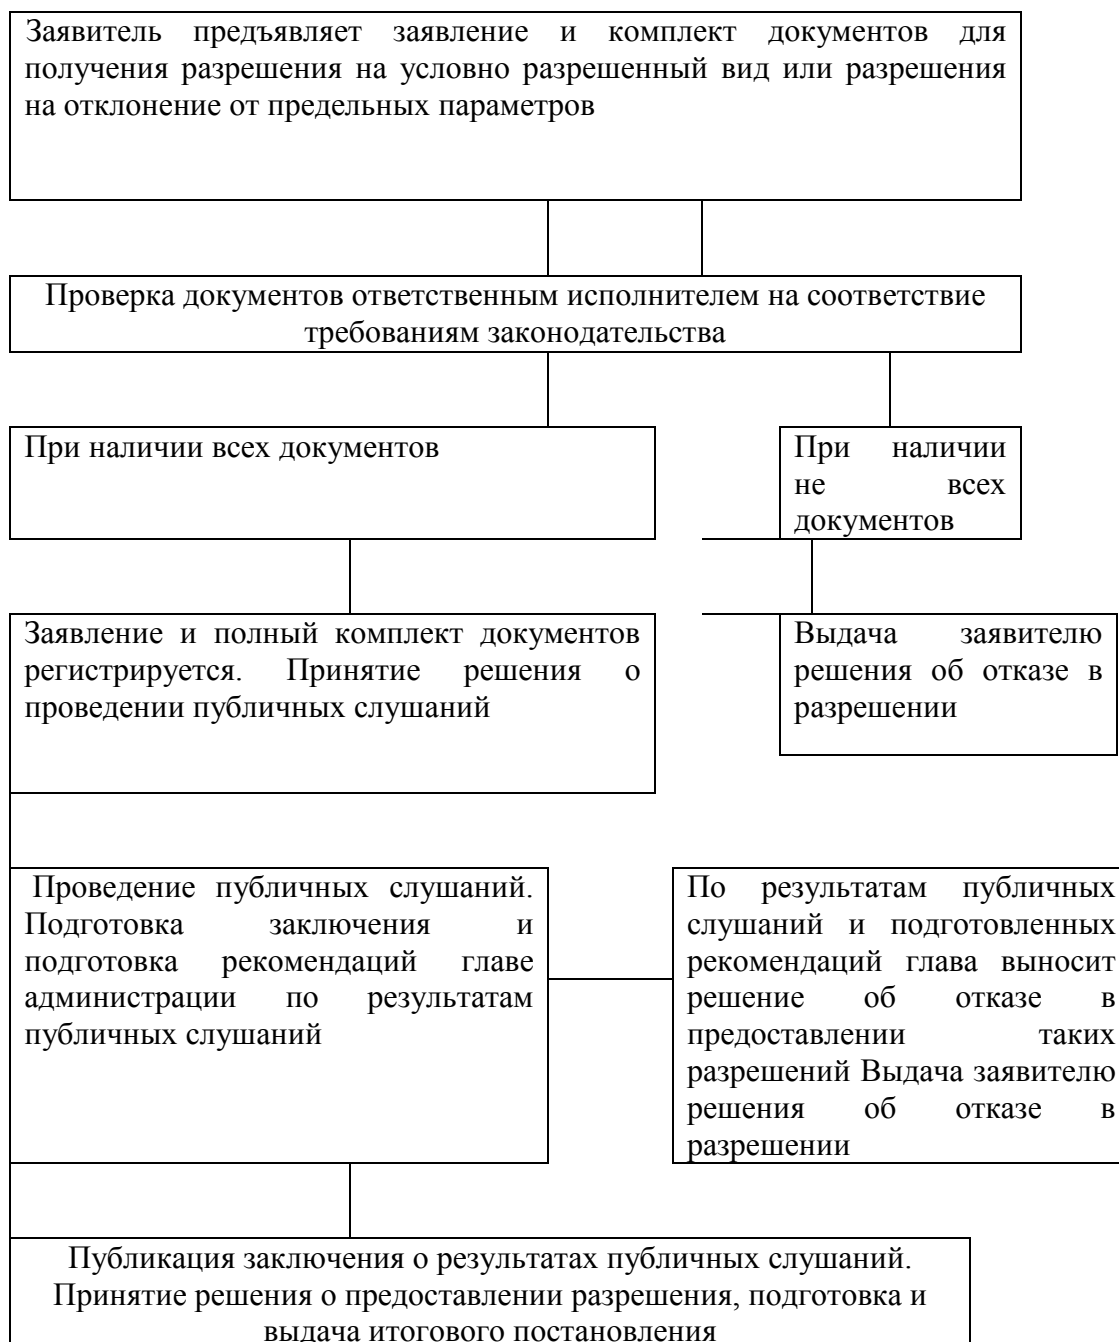 Заявитель предъявляет заявление и комплект документов для
получения разрешения на условно разрешенный вид или разрешения
на отклонение от предельных параметров
Проверка документов ответственным исполнителем на соответствие
требованиям законодательства
При наличии всех документов
При наличии
не всех
документов
Заявление и полный комплект документов
регистрируется. Принятие решения о
проведении публичных слушаний
Выдача заявителю
решения об отказе в
разрешении
Проведение публичных слушаний.
Подготовка заключения и
подготовка рекомендаций главе
администрации по результатам
публичных слушаний
По результатам публичных
слушаний и подготовленных
рекомендаций глава выносит
решение об отказе в
предоставлении таких
разрешений Выдача заявителю
решения об отказе в
разрешении
Публикация заключения о результатах публичных слушаний.
Принятие решения о предоставлении разрешения, подготовка и
выдача итогового постановления